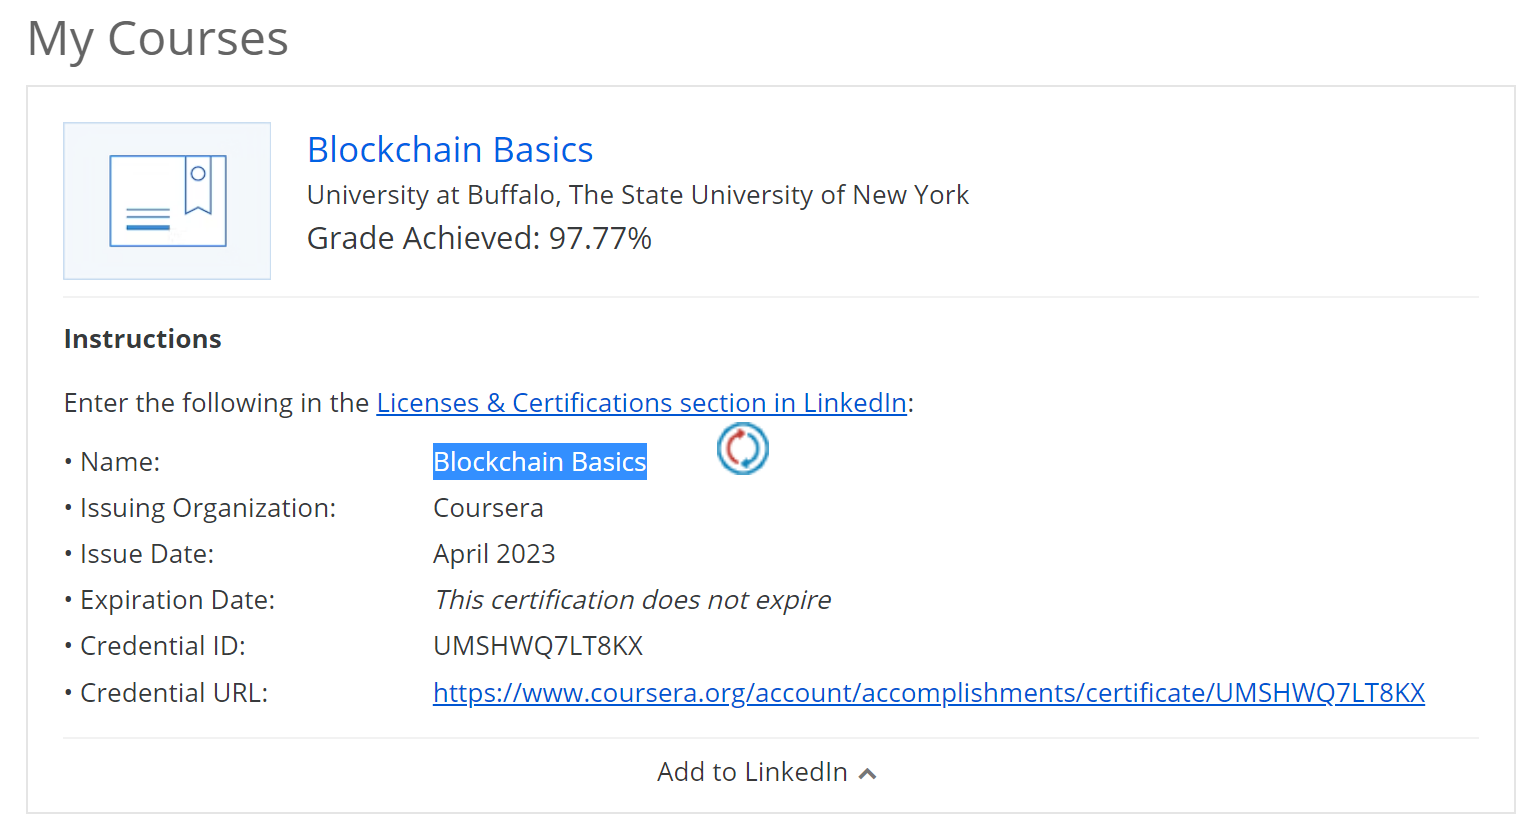 My Courses
Blockchain Basics
University at Buffalo, The State University of New York
Grade Achieved: 97.77%
Instructions
Enter the following in the Licenses & Certifications section in LinkedIn:
• Name: Blockchain Basics
• Issuing Organization: Coursera
• Issue Date: April 2023
• Expiration Date: This certification does not expire
• Credential ID: UMSHWQ7LT8KX
• Credential URL: https://www.coursera.org/account/accomplishments/certificate/UMSHWQ7LT8KX
Add to LinkedIn